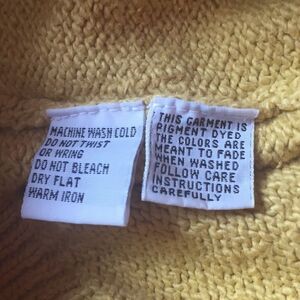 MACHINE WASH COLD
DO NOT TWIST
OR WRING
DO NOT BLEACH
DRY FLAT
WARM IRON
THIS GARMENT IS
PIGMENT DYED
THE COLORS ARE
MEANT TO FADE
WHEN WASHED
FOLLOW CARE
INSTRUCTIONS
CAREFULLY